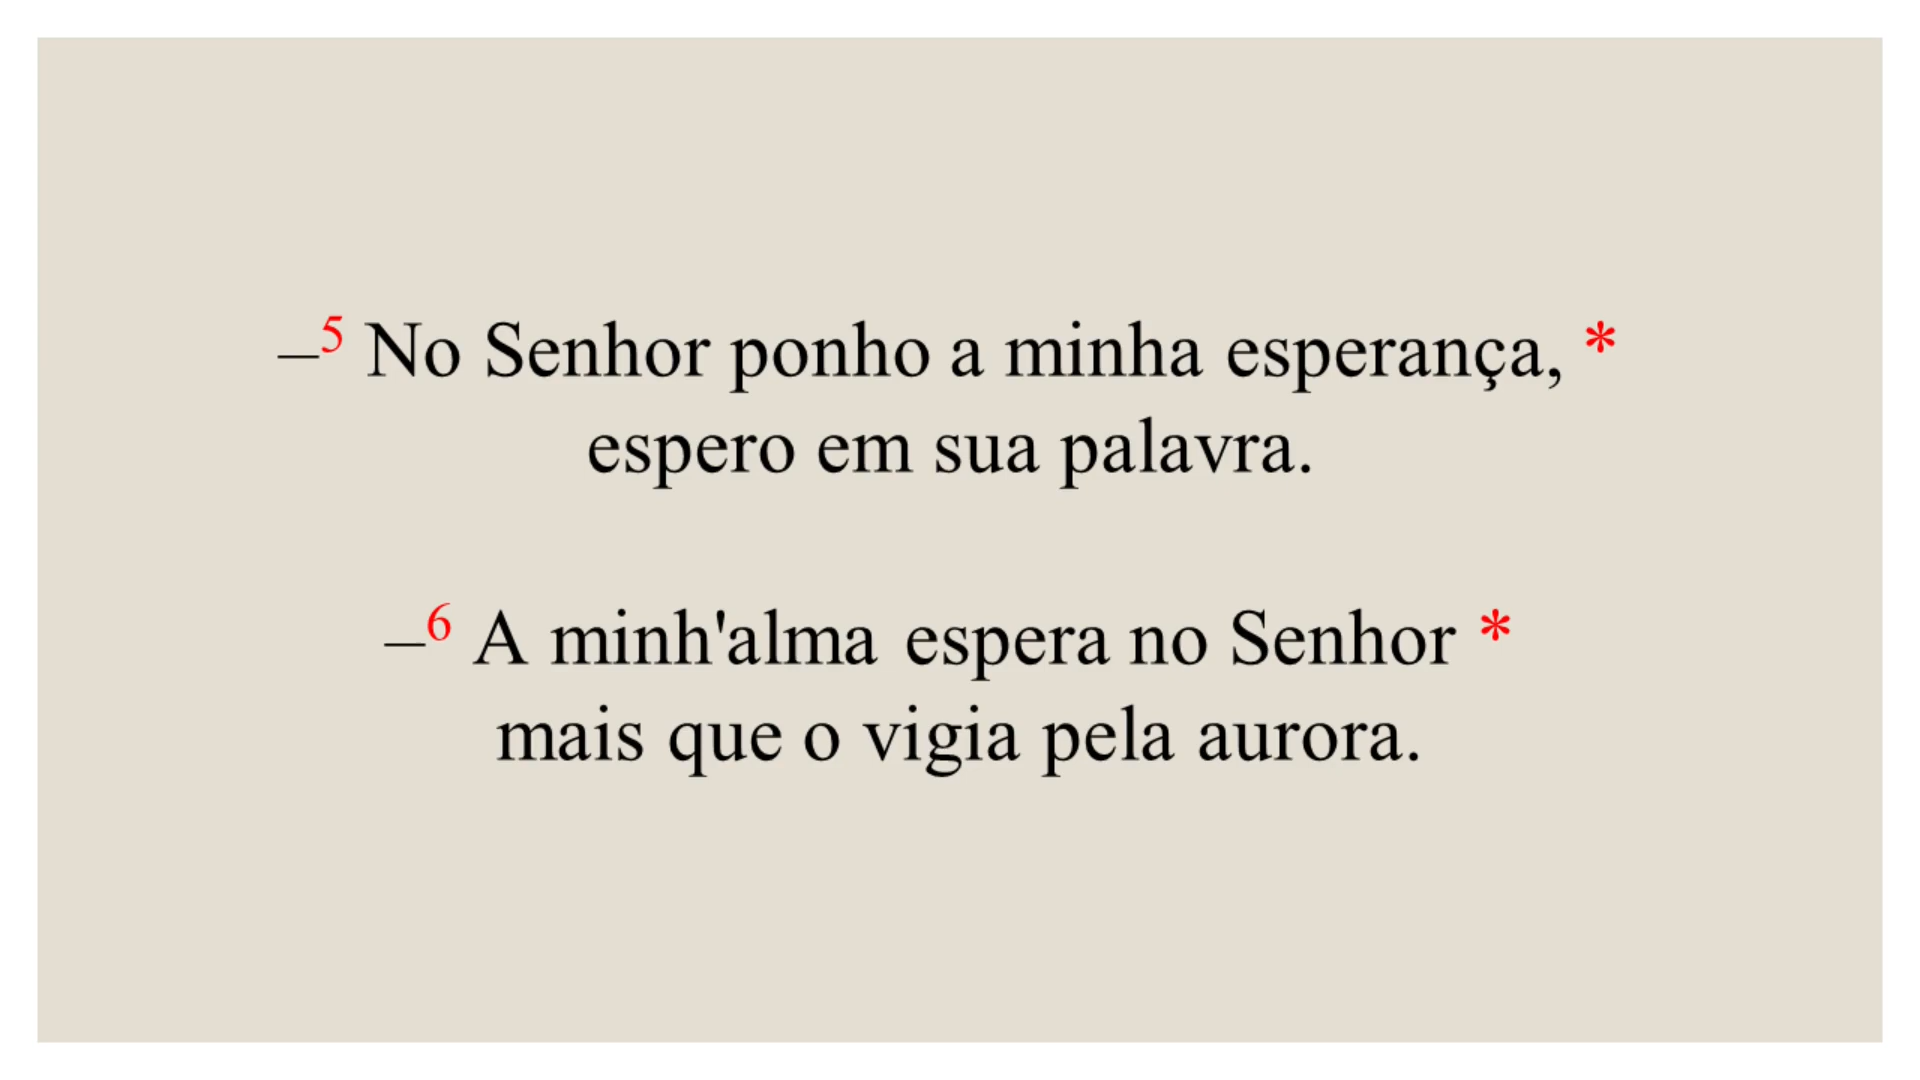 –5 No Senhor ponho a minha esperança, *
espero em sua palavra.
–6 A minh'alma espera no Senhor *
mais que o vigia pela aurora.